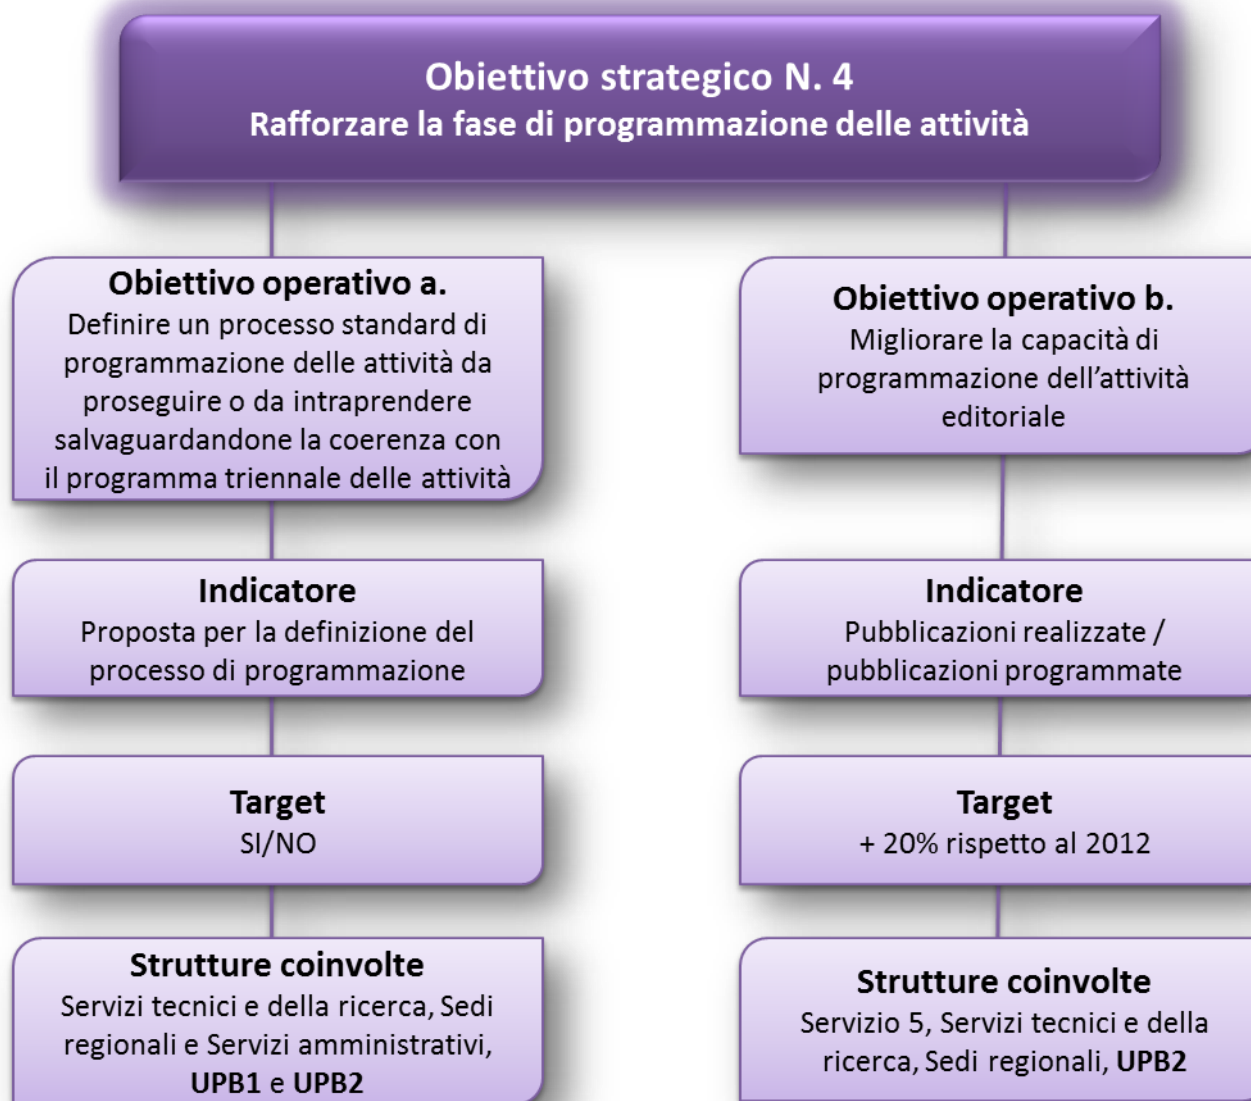 Obiettivo strategico N. 4
Rafforzare la fase di programmazione delle attività
Obiettivo operativo a.
Definire un processo standard di
programmazione delle attività da
proseguire o da intraprendere
salvaguardandone la coerenza con
il programma triennale delle attività
Indicatore
Proposta per la definizione del
processo di programmazione
Target
SI/NO
Strutture coinvolte
Servizi tecnici e della ricerca, Sedi
regionali e Servizi amministrativi,
UPB1 e UPB2
Obiettivo operativo b.
Migliorare la capacità di
programmazione dell’attività
editoriale
Indicatore
Pubblicazioni realizzate /
pubblicazioni programmate
Target
+ 20% rispetto al 2012
Strutture coinvolte
Servizio 5, Servizi tecnici e della
ricerca, Sedi regionali, UPB2